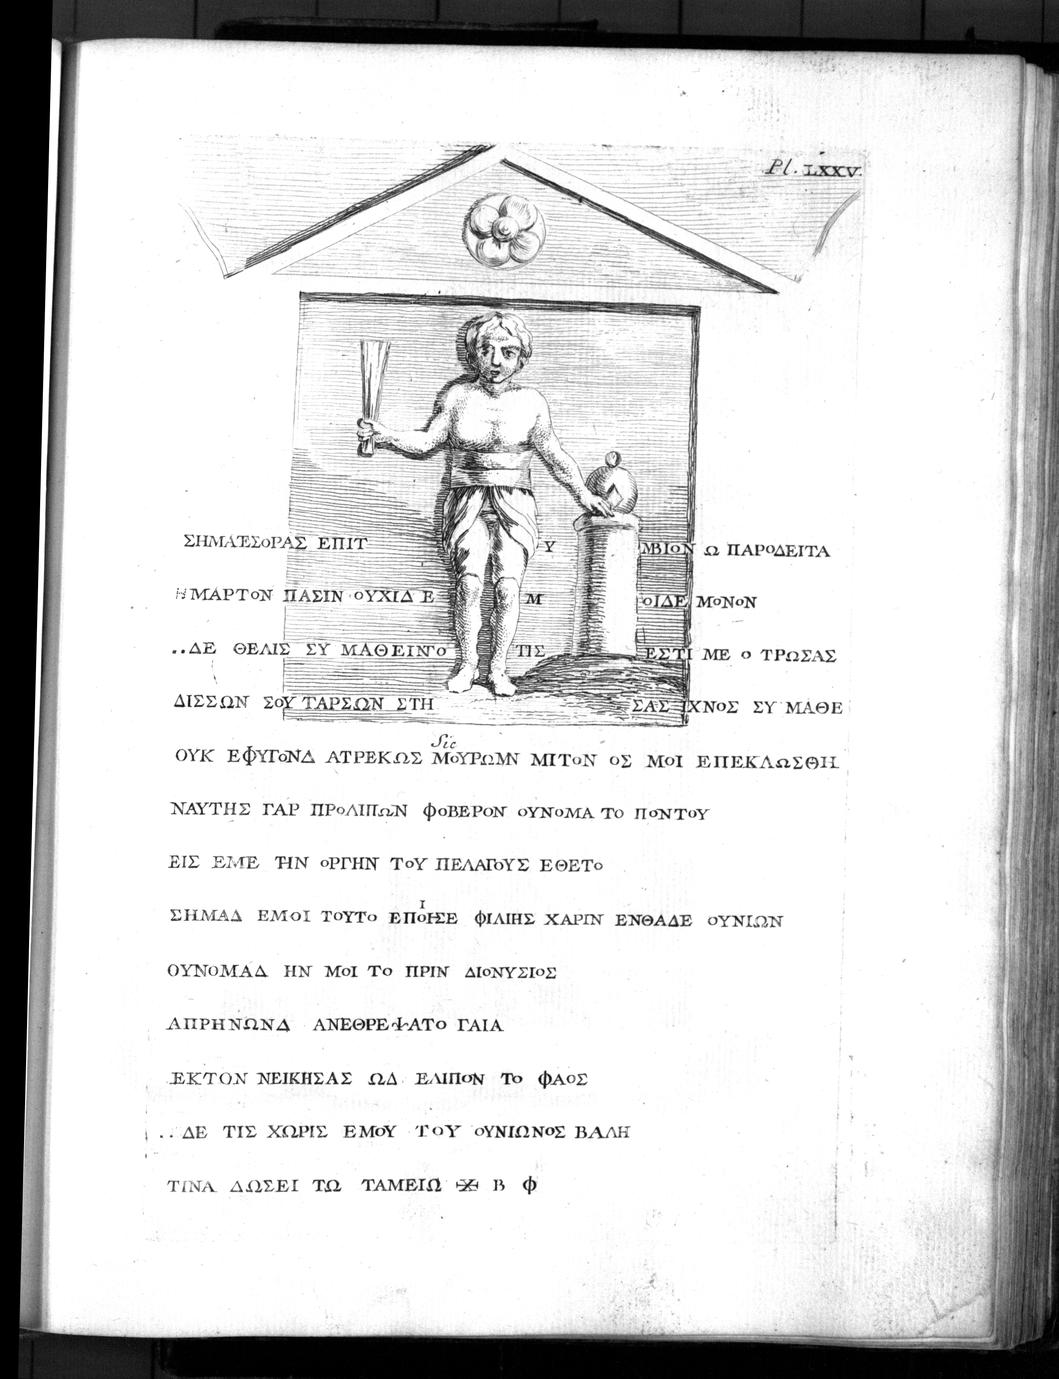 Pl. LXXV.
ΣΗΜΑΈΣΟΡΑΣ ΕΠΙΤ Υ ΜΒΙΟΝ Ω ΠΑΡΟΔΕΙΤΑ
ΗΜΑΡΤΟΝ ΠΑΣΙΝ ΟΥΧΙΔ Ε Μ ΟΙΔΕ ΜΟΝΟΝ
..ΔΕ ΘΕΛΙΣ ΣΥ ΜΑΘΕΙΝΤΟ ΤΙΣ ΕΣΤΙ ΜΕ Ο ΤΡΩΣΑΣ
ΔΙΣΣΩΝ ΣΟΥ ΤΑΡΣΩΝ ΣΤΗ ΣΑΣ ΙΧΝΟΣ ΣΥ ΜΑΘΕ
Sic
ΟΥΚ ΕΦΥΓΟΝΔ ΑΤΡΕΚΩΣ ΜΟΥΡΩΜΝ ΜΙΤΟΝ ΟΣ ΜΟΙ ΕΠΕΚΛΩΣΘΗ
ΝΑΥΤΗΣ ΓΑΡ ΠΡΟΛΙΠΩΝ ΦΟΒΕΡΟΝ ΟΥΝΟΜΑ ΤΟ ΠΟΝΤΟΥ
ΕΙΣ ΕΜΕ ΤΗΝ ΟΡΓΗΝ ΤΟΥ ΠΕΛΑΓΟΥΣ ΕΘΕΤΟ
ΣΗΜΑΔ ΕΜΟΙ ΤΟΥΤΟ ΕΠΟΙΗΣΕ ΦΙΛΙΗΣ ΧΑΡΙΝ ΕΝΘΑΔΕ ΟΥΝΙΩΝ
ΟΥΝΟΜΑΔ ΗΝ ΜΟΙ ΤΟ ΠΡΙΝ ΔΙΟΝΥΣΙΟΣ
ΑΠΡΗΝΩΝΔ ΑΝΕΘΡΕΨΑΤΟ ΓΑΙΑ
ΕΚΤΟΝ ΝΕΙΚΗΣΑΣ ΩΔ ΕΛΙΠΟΝ ΤΟ ΦΑΟΣ
..ΔΕ ΤΙΣ ΧΩΡΙΣ ΕΜΟΥ ΤΟΥ ΟΥΝΙΩΝΟΣ ΒΑΛΗ
ΤΙΝΑ ΔΩΣΕΙ ΤΩ ΤΑΜΕΙΩ Β Φ